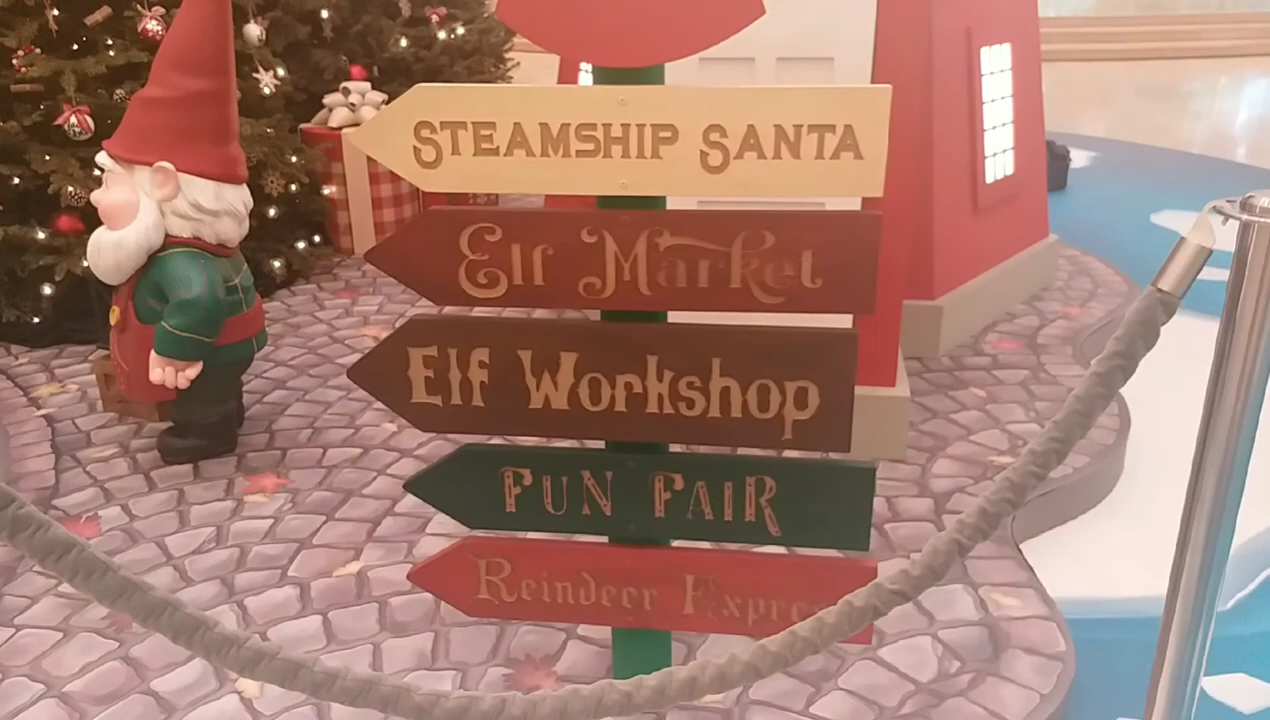 STEAMSHIP SANTA
Elf Market
Elf Workshop
FUN FAIR
Reindeer